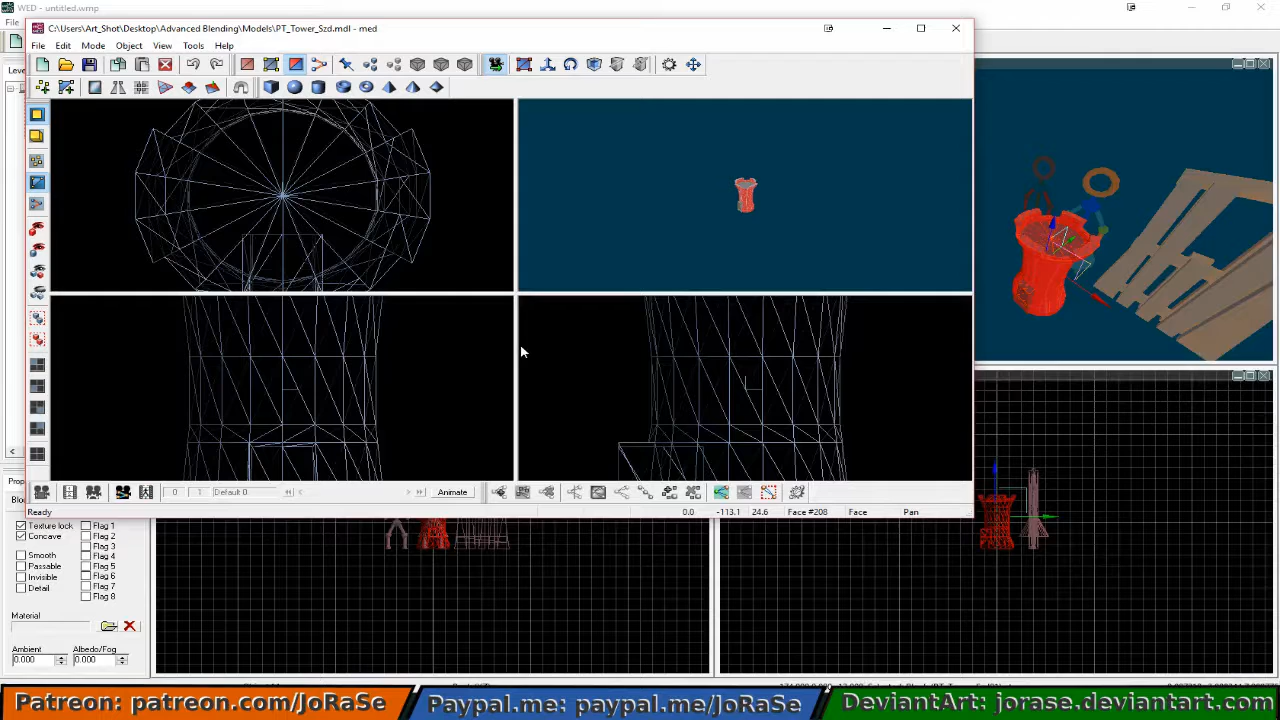 WED - untitled.wmp
File
C:\Users\Art_Shot\Desktop\Advanced Blending\Models\PT_Tower_Szd.mdl - med
File Edit Mode Object View Tools Help
Level
0 1 Default 0 Animate
Ready 0.0 -113.1 24.6 Face #208 Face Pan
Texture lock Flag 1
Concave Flag 2
Flag 3
Smooth Flag 4
Passable Flag 5
Invisible Flag 6
Detail Flag 7
Flag 8
Material
Ambient Albedo/Fog
0.000 0.000
Patreon: patreon.com/JoRaSe
Paypal.me: paypal.me/JoRaSe
DeviantArt: jorase.deviantart.com